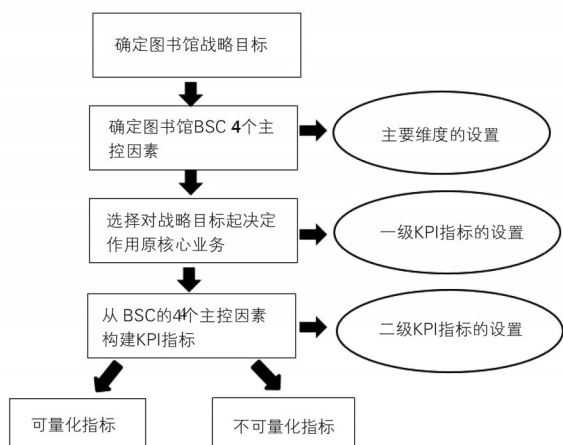 确定图书馆战略目标
确定图书馆BSC 4个主
控因素
主要维度的设置
选择对战略目标起决定
作用原核心业务
一级KPI指标的设置
从 BSC的4个主控因素
构建KPI指标
二级KPI指标的设置
可量化指标
不可量化指标